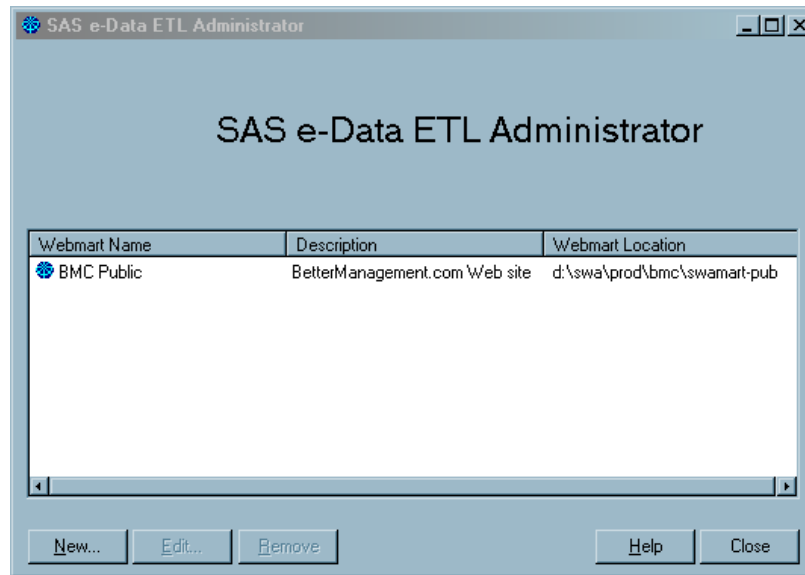 SAS e-Data ETL Administrator
SAS e-Data ETL Administrator
Webmart Name Description Webmart Location
BMC Public BetterManagement.com Web site d:\swa\prod\bmc\swamart-pub
New... Edit... Remove Help Close